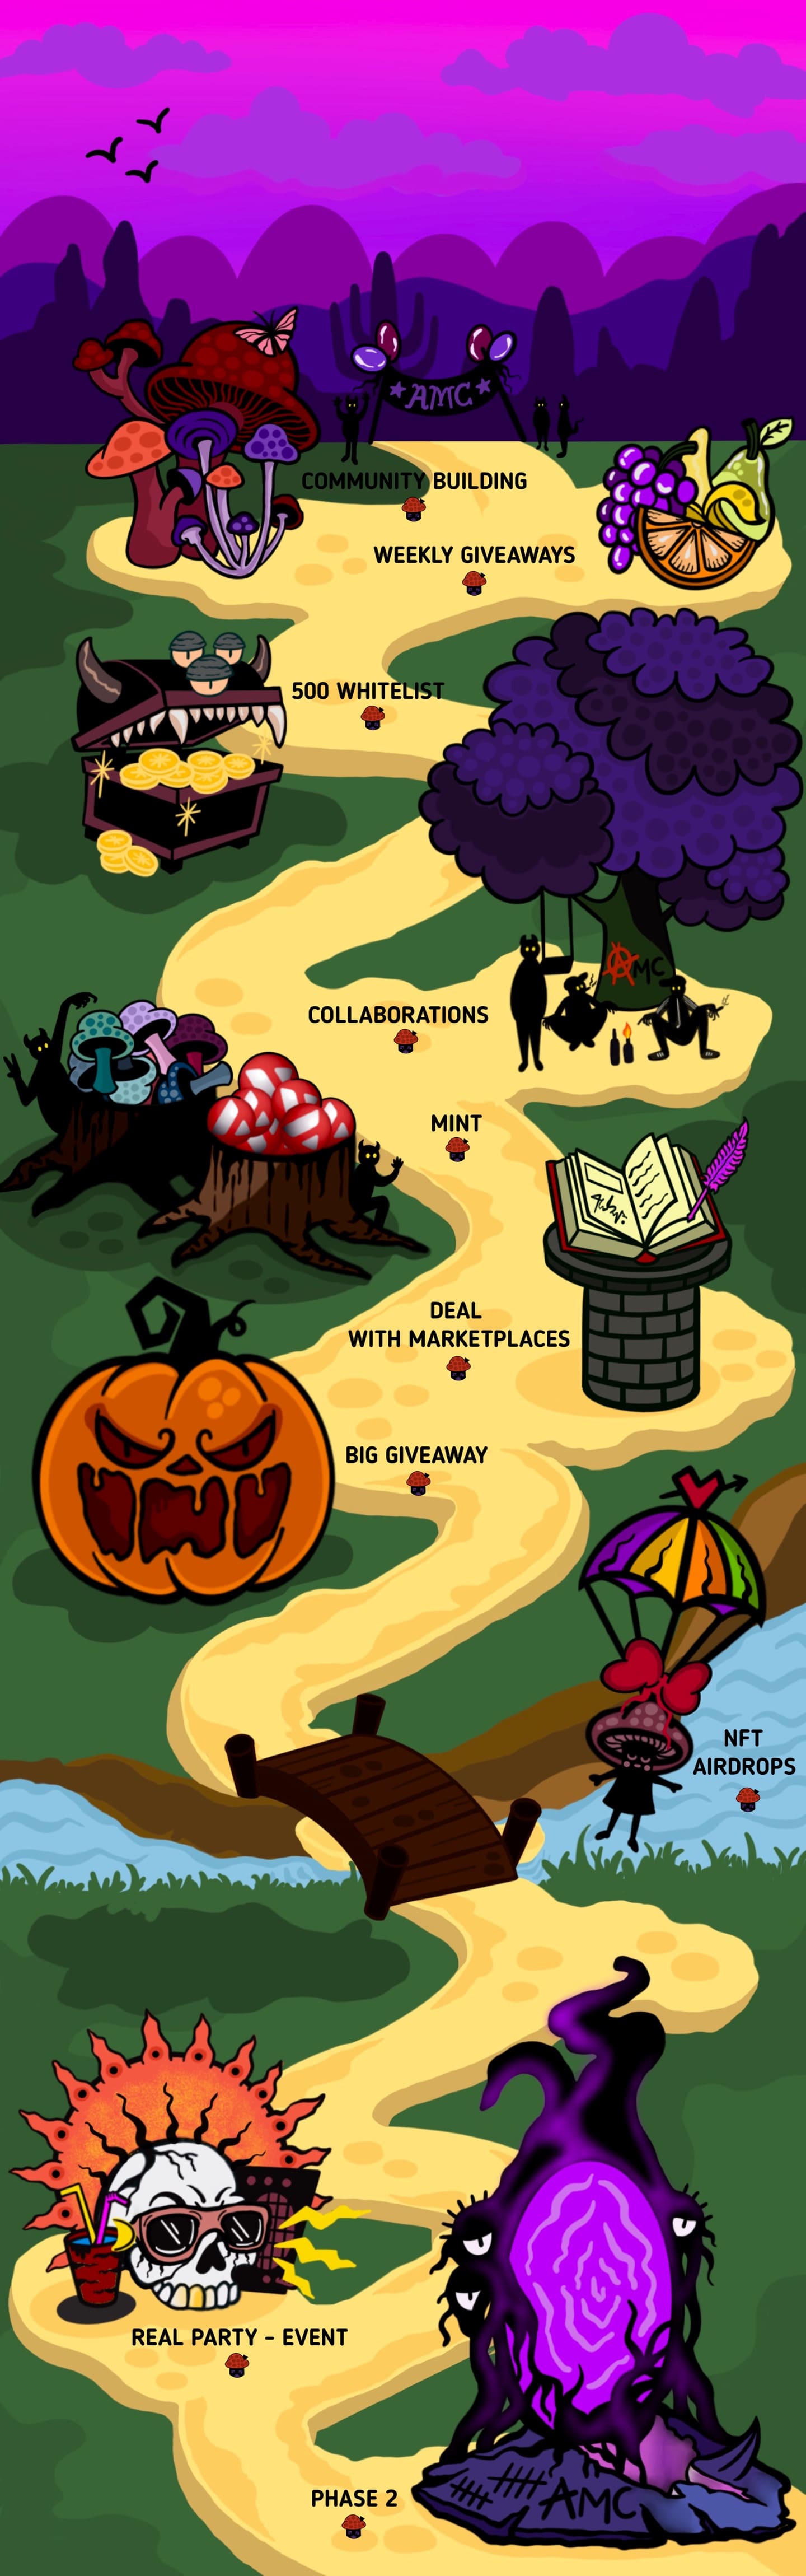 AMC
COMMUNITY BUILDING
WEEKLY GIVEAWAYS
500 WHITELIST
AMC
COLLABORATIONS
MINT
DEAL
WITH MARKETPLACES
BIG GIVEAWAY
NFT
AIRDROPS
REAL PARTY - EVENT
PHASE 2
AMC